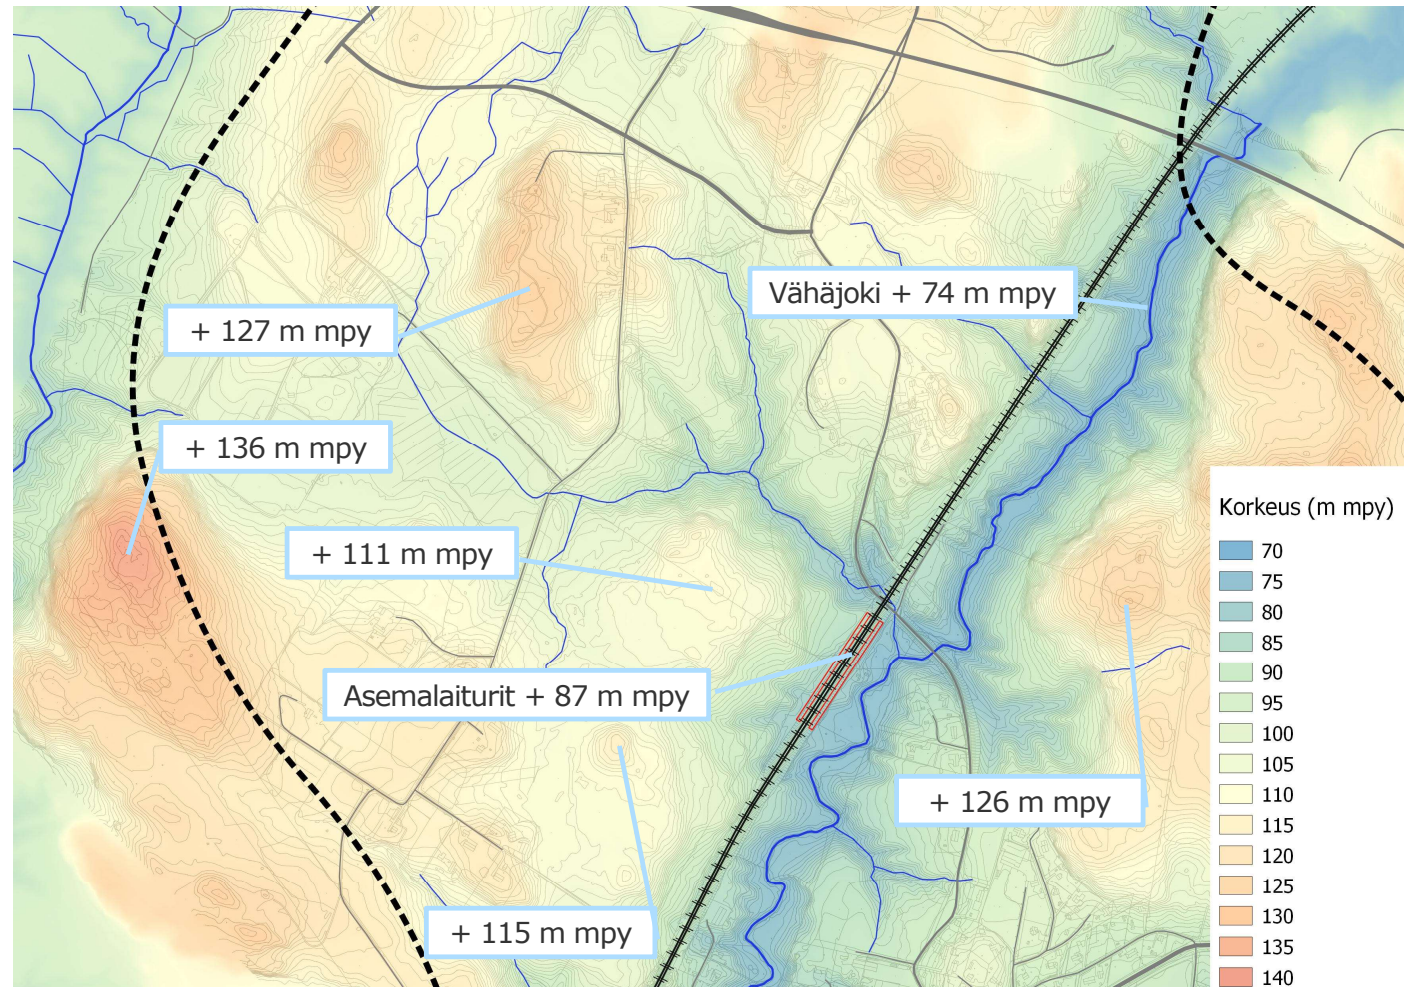 Vähäjoki + 74 m mpy
+ 127 m mpy
+ 136 m mpy
+ 111 m mpy
Asemalaiturit + 87 m mpy
+ 126 m mpy
+ 115 m mpy
Korkeus (m mpy)
70
75
80
85
90
95
100
105
110
115
120
125
130
135
140